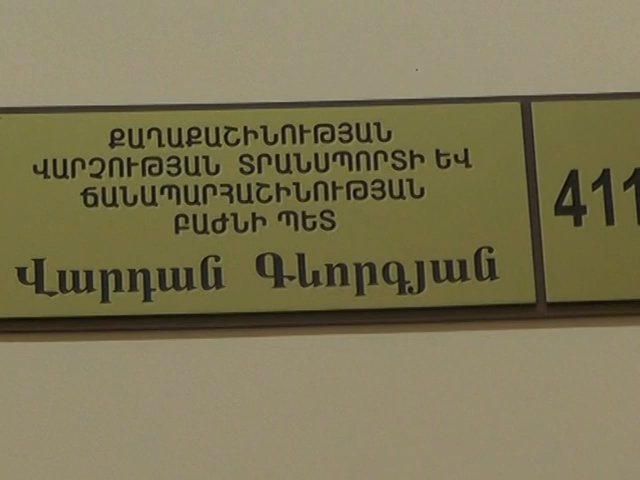 ՔԱՂԱՔԱՇԻՆՈՒԹՅԱՆ
ՎԱՐՉՈՒԹՅԱՆ ՏՐԱՆՍՊՈՐՏԻ ԵՎ
ՃԱՆԱՊԱՐՀԱՇԻՆՈՒԹՅԱՆ
ԲԱԺՆԻ ՊԵՏ
Վարդան Գևորգյան
411